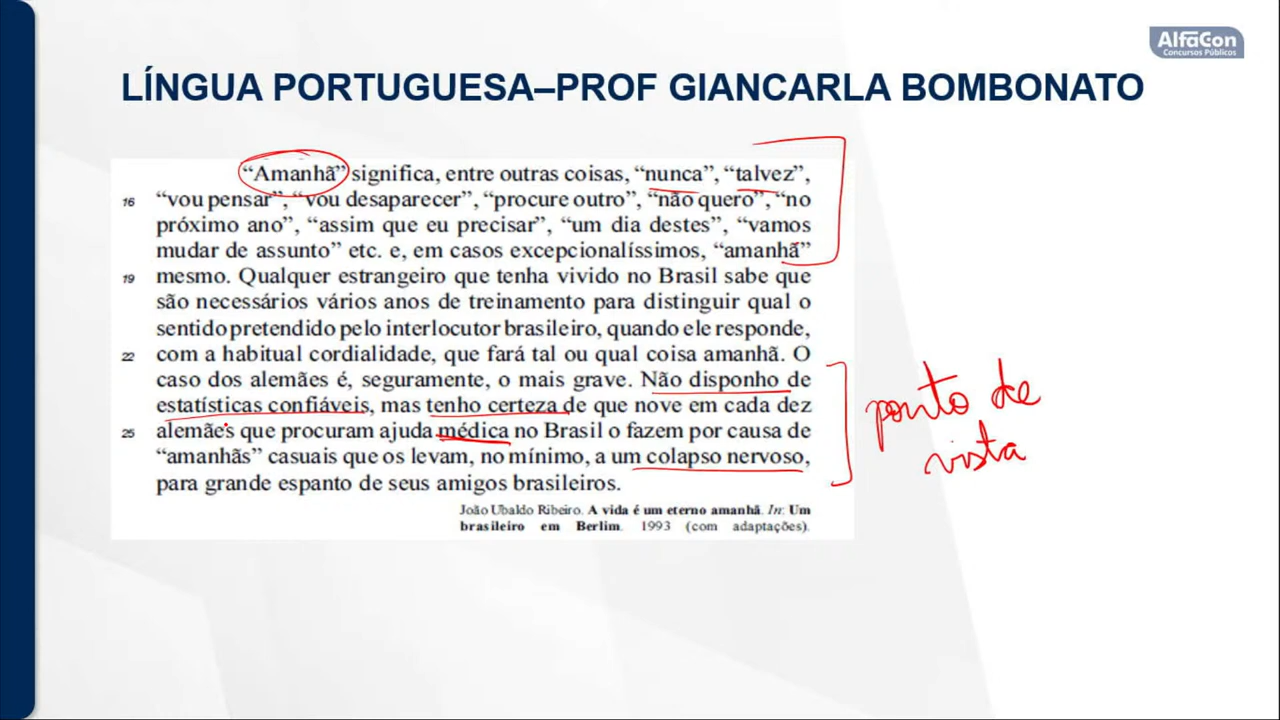 AlfaCon
Concursos Públicos
LÍNGUA PORTUGUESA–PROF GIANCARLA BOMBONATO
“Amanhã” significa, entre outras coisas, “nunca”, “talvez”,
16 “vou pensar”, “vou desaparecer”, “procure outro”, “não quero”, “no
próximo ano”, “assim que eu precisar”, “um dia destes”, “vamos
mudar de assunto” etc. e, em casos excepcionalíssimos, “amanhã”
19 mesmo. Qualquer estrangeiro que tenha vivido no Brasil sabe que
são necessários vários anos de treinamento para distinguir qual o
sentido pretendido pelo interlocutor brasileiro, quando ele responde,
22 com a habitual cordialidade, que fará tal ou qual coisa amanhã. O
caso dos alemães é, seguramente, o mais grave. Não disponho de
estatísticas confiáveis, mas tenho certeza de que nove em cada dez
25 alemães que procuram ajuda médica no Brasil o fazem por causa de
“amanhãs” casuais que os levam, no mínimo, a um colapso nervoso,
para grande espanto de seus amigos brasileiros.
João Ubaldo Ribeiro. A vida é um eterno amanhã. In: Um
brasileiro em Berlim. 1993 (com adaptações).
ponto de
vista